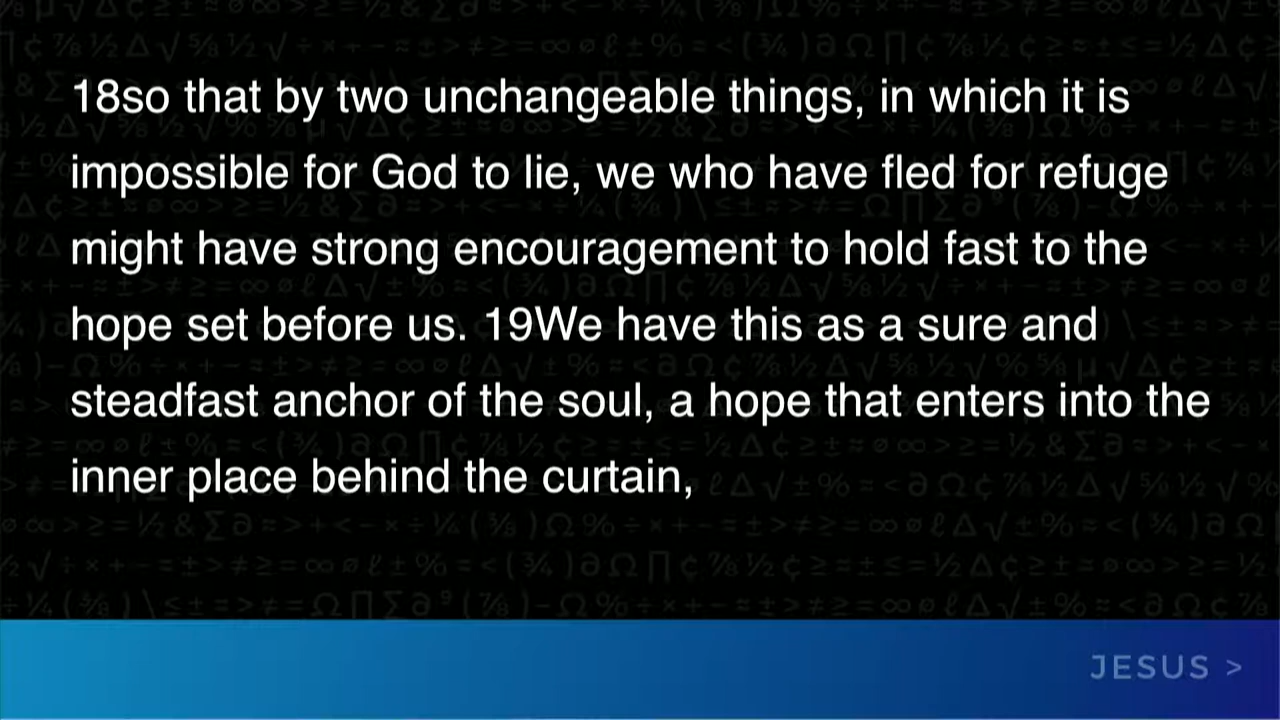 18so that by two unchangeable things, in which it is
impossible for God to lie, we who have fled for refuge
might have strong encouragement to hold fast to the
hope set before us. 19We have this as a sure and
steadfast anchor of the soul, a hope that enters into the
inner place behind the curtain,
JESUS >